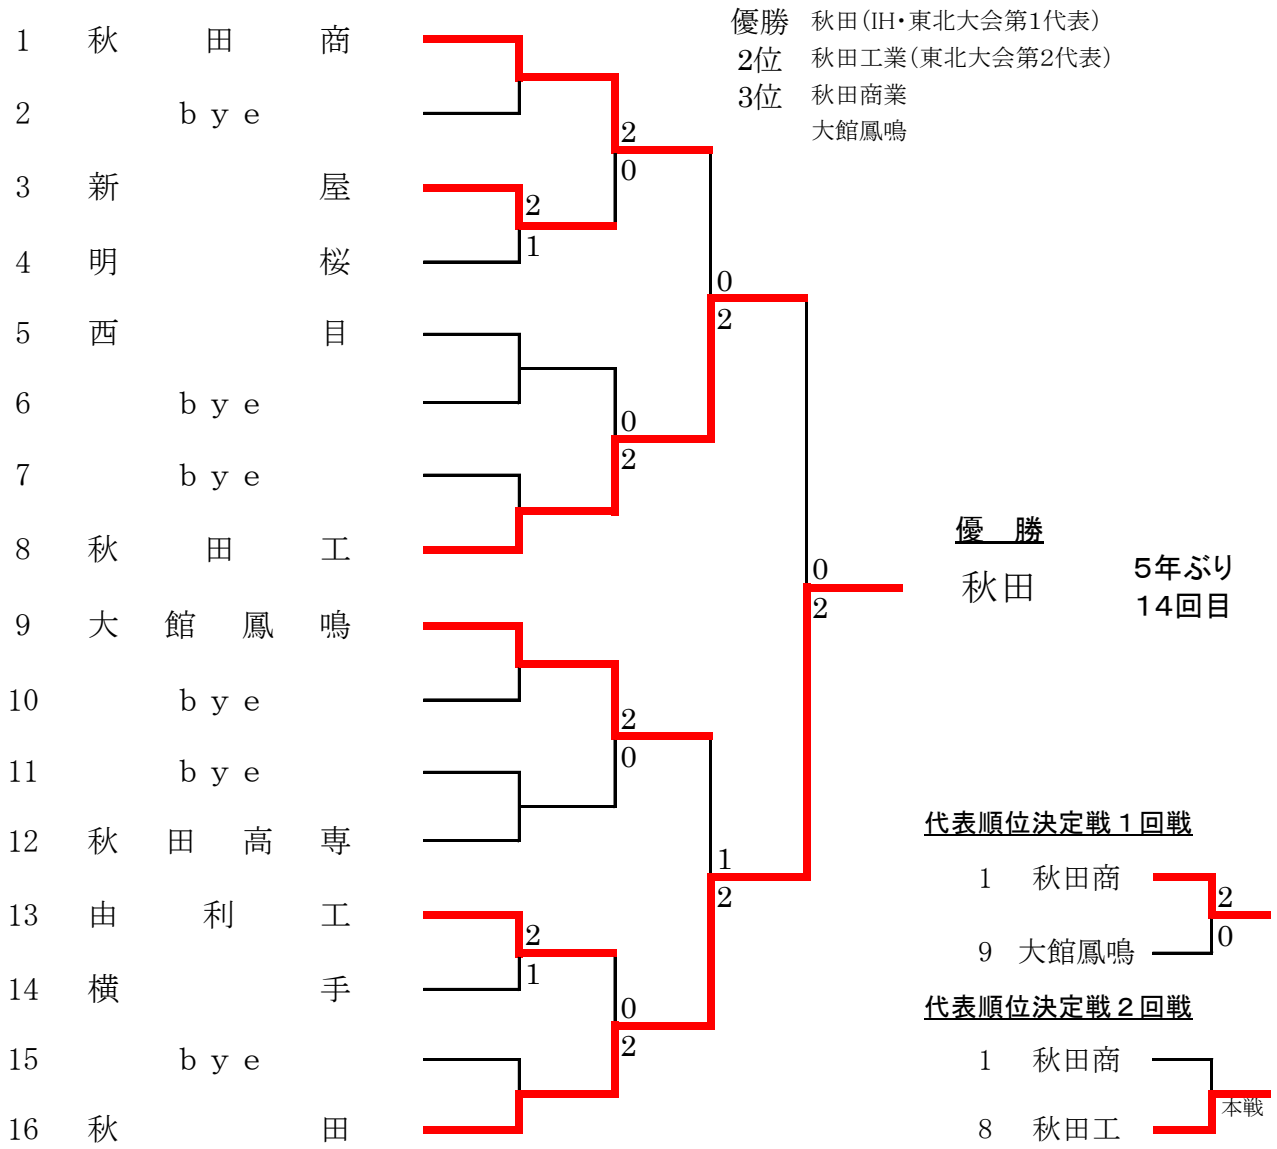 優勝 秋田(IH・東北大会第1代表)
2位 秋田工業(東北大会第2代表)
3位 秋田商業
大館鳳鳴
1 秋田商
2 bye
3 新屋
4 明桜
5 西目
6 bye
7 bye
8 秋田工
9 大館鳳鳴
10 bye
11 bye
12 秋田高専
13 由利工
14 横手
15 bye
16 秋田
2
0
2
1
0
2
0
2
2
0
1
2
2
1
0
2
0
2
優 勝
秋田
5年ぶり
14回目
代表順位決定戦1回戦
1 秋田商
2
0
9 大館鳳鳴
代表順位決定戦2回戦
1 秋田商
本戦
8 秋田工